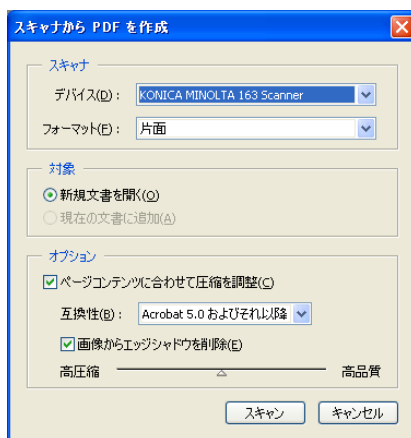 スキャナから PDF を作成
スキャナ
デバイス(D)： KONICA MINOLTA 163 Scanner
フォーマット(F)： 片面
対象
新規文書を開く(O)
現在の文書に追加(A)
オプション
ページコンテンツに合わせて圧縮を調整(C)
互換性(B)： Acrobat 5.0 およびそれ以降
画像からエッジシャドウを削除(E)
高圧縮 高品質
スキャン キャンセル